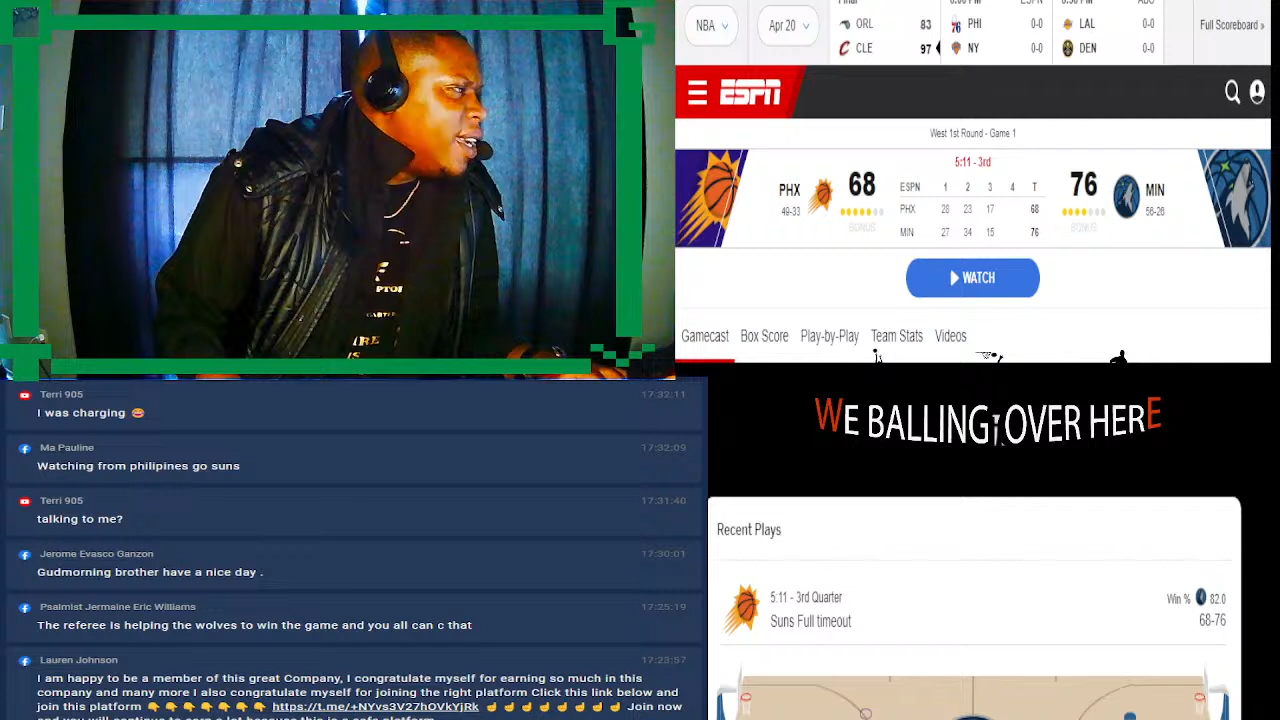 NBA
Apr 20
ORL 83
CLE 97
PHI 0-0
NY 0-0
LAL 0-0
DEN 0-0
Full Scoreboard »
ESPN
West 1st Round - Game 1
5:11 - 3rd
PHX
49-33
68
ESPN 1 2 3 4 T
PHX 28 23 17 68
MIN 27 34 15 76
BONUS
76
MIN
56-26
BONUS
WATCH
Gamecast Box Score Play-by-Play Team Stats Videos
Terri 905 17:32:11
I was charging
Ma Pauline 17:32:09
Watching from philipines go suns
Terri 905 17:31:40
talking to me?
Jerome Evasco Ganzon 17:30:01
Gudmorning brother have a nice day .
Psalmist Jermaine Eric Williams 17:25:19
The referee is helping the wolves to win the game and you all can c that
Lauren Johnson 17:23:57
I am happy to be a member of this great Company, I congratulate myself for earning so much in this
company and many more I also congratulate myself for joining the right platform Click this link below and
join this platform 👇👇👇👇👇👇👇 https://t.me/+NYvs3V27hOVkYjRk ☝☝☝☝☝☝☝☝ Join now
WE BALLING OVER HERE
Recent Plays
5:11 - 3rd Quarter
Suns Full timeout
Win % 82.0
68-76